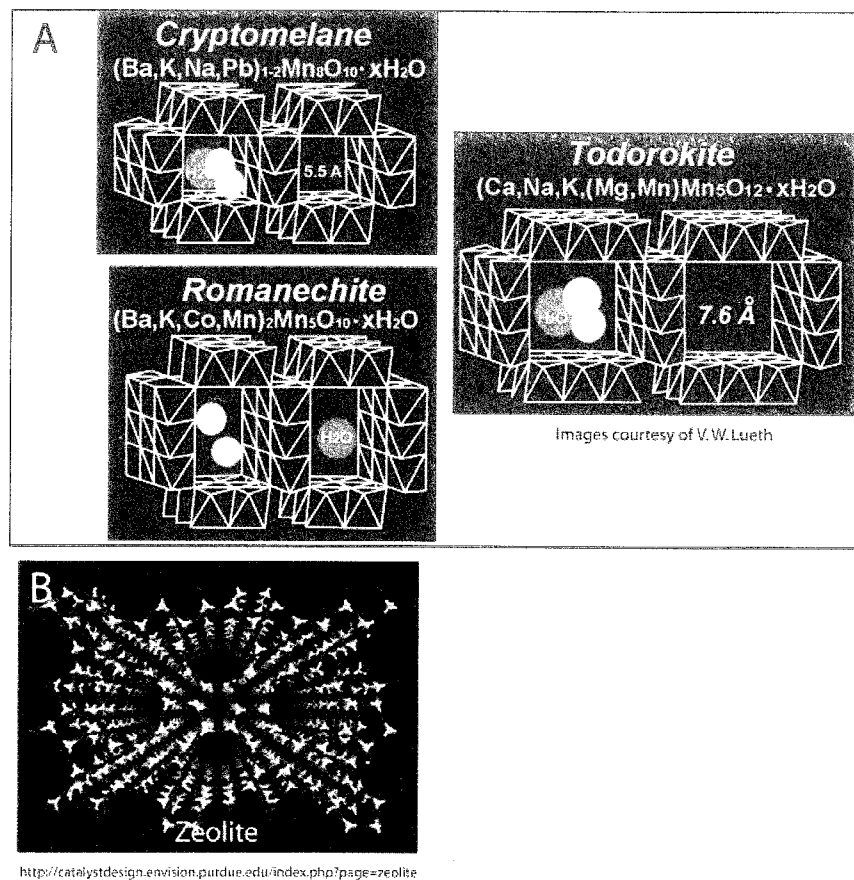 A
Cryptomelane
(Ba,K,Na,Pb)1-2Mn8O10·xH2O
5.5 A
Romanechite
(Ba,K,Co,Mn)2Mn5O10·xH2O
H2O
Todorokite
(Ca,Na,K,(Mg,Mn)Mn5O12·xH2O
7.6 Å
Images courtesy of V. W. Lueth
B
Zeolite
http://catalystdesign.envision.purdue.edu/index.php?page=zeolite